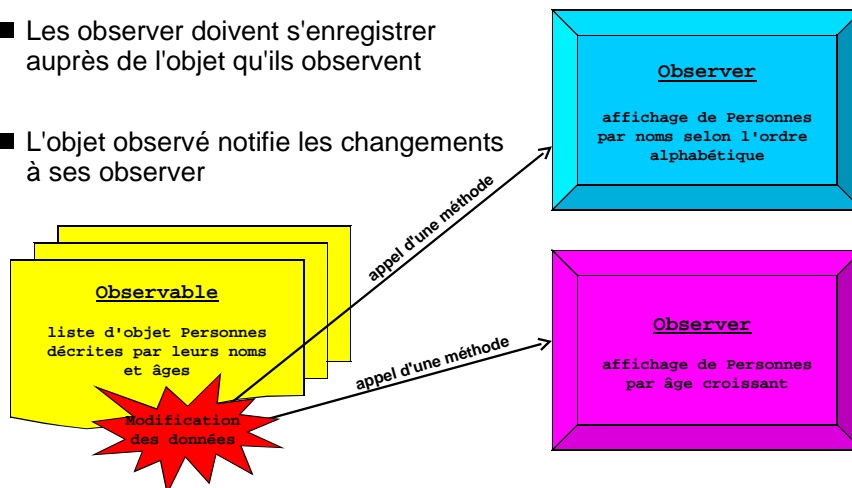 Les observer doivent s'enregistrer
auprès de l'objet qu'ils observent
L'objet observé notifie les changements
à ses observer
Observer
affichage de Personnes
par noms selon l'ordre
alphabétique
appel d'une méthode
Observable
liste d'objet Personnes
décrites par leurs noms
et âges
Modification
des données
appel d'une méthode
Observer
affichage de Personnes
par âge croissant